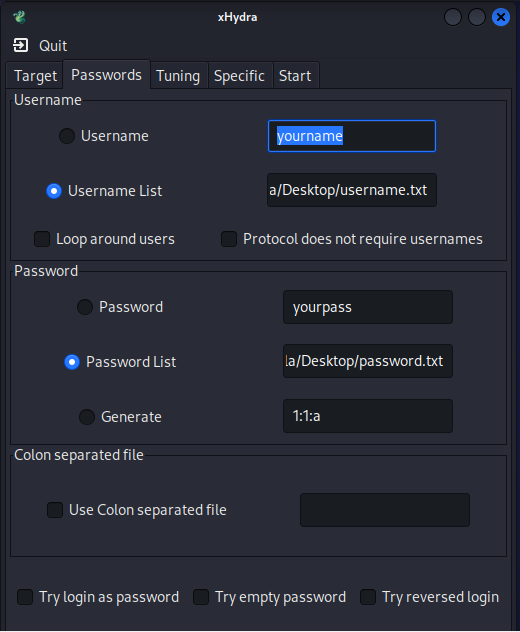 xHydra
Quit
Target Passwords Tuning Specific Start
Username
Username yourname
Username List a/Desktop/username.txt
Loop around users Protocol does not require usernames
Password
Password yourpass
Password List la/Desktop/password.txt
Generate 1:1:a
Colon separated file
Use Colon separated file
Try login as password Try empty password Try reversed login